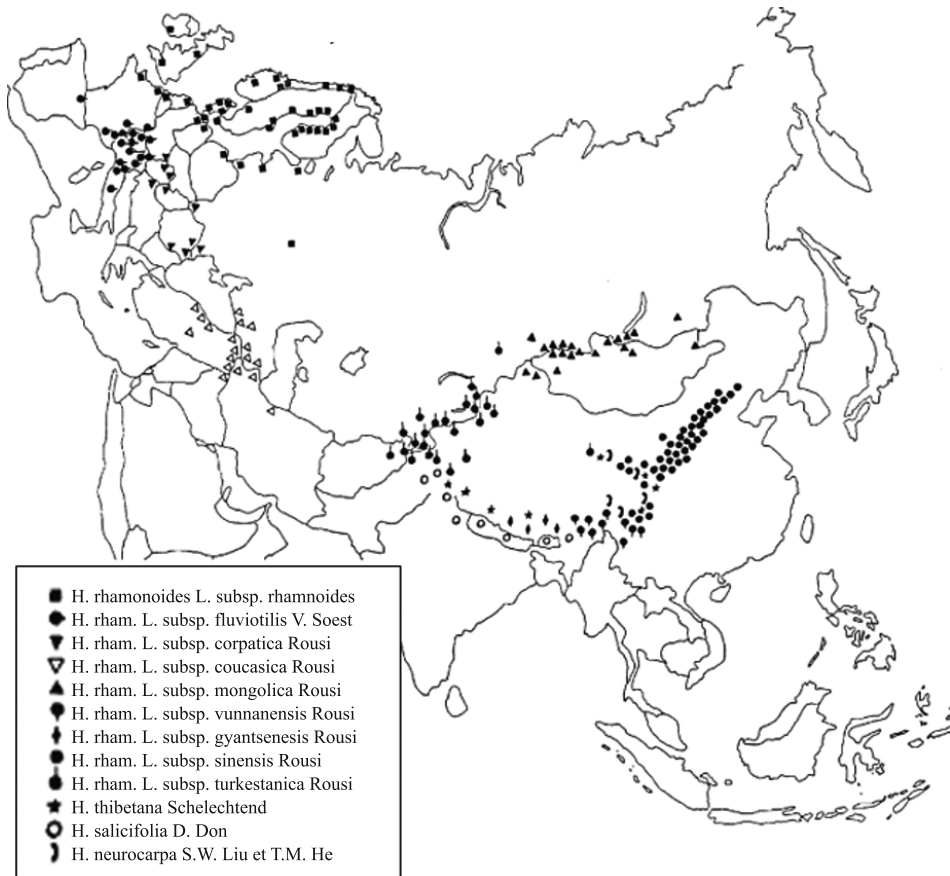 H. rhamonoides L. subsp. rhamnoides
H. rham. L. subsp. fluviotilis V. Soest
H. rham. L. subsp. corpatica Rousi
H. rham. L. subsp. coucasica Rousi
H. rham. L. subsp. mongolica Rousi
H. rham. L. subsp. vunnanensis Rousi
H. rham. L. subsp. gyantsenesis Rousi
H. rham. L. subsp. sinensis Rousi
H. rham. L. subsp. turkestanica Rousi
H. thibetana Schelechtend
H. salicifolia D. Don
H. neurocarpa S.W. Liu et T.M. He